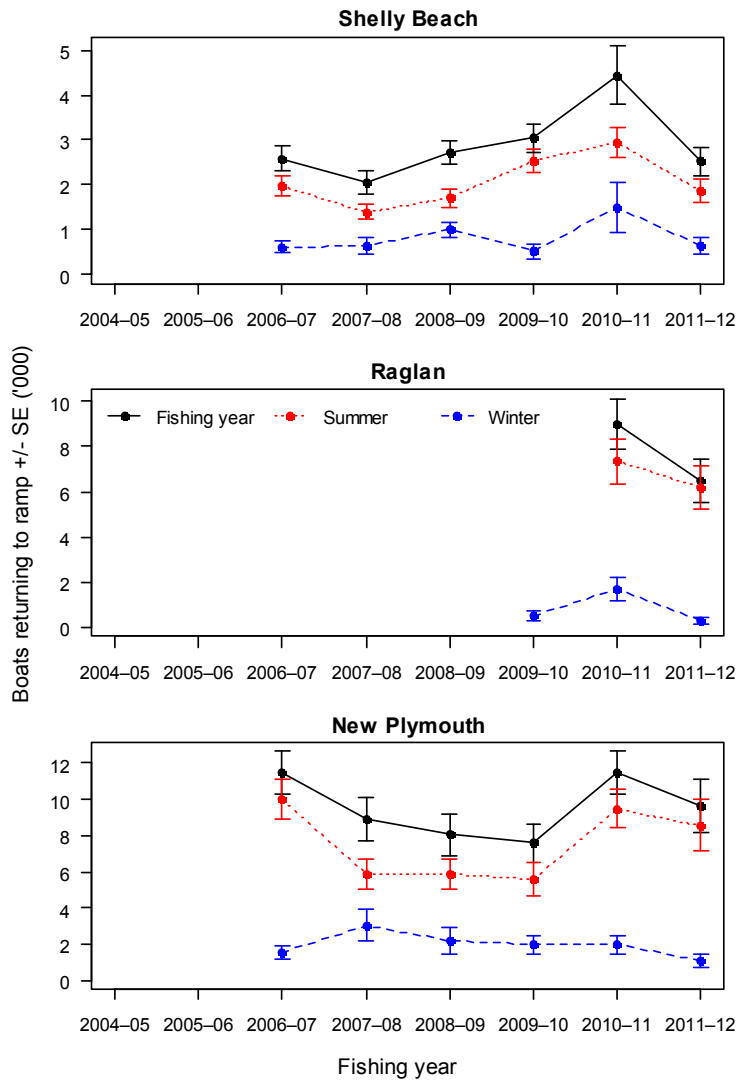 Shelly Beach
5
4
3
2
1
0
2004–05 2005–06 2006–07 2007–08 2008–09 2009–10 2010–11 2011–12
Boats returning to ramp +/- SE ('000)
Raglan
Fishing year Summer Winter
10
8
6
4
2
0
2004–05 2005–06 2006–07 2007–08 2008–09 2009–10 2010–11 2011–12
New Plymouth
12
10
8
6
4
2
0
2004–05 2005–06 2006–07 2007–08 2008–09 2009–10 2010–11 2011–12
Fishing year